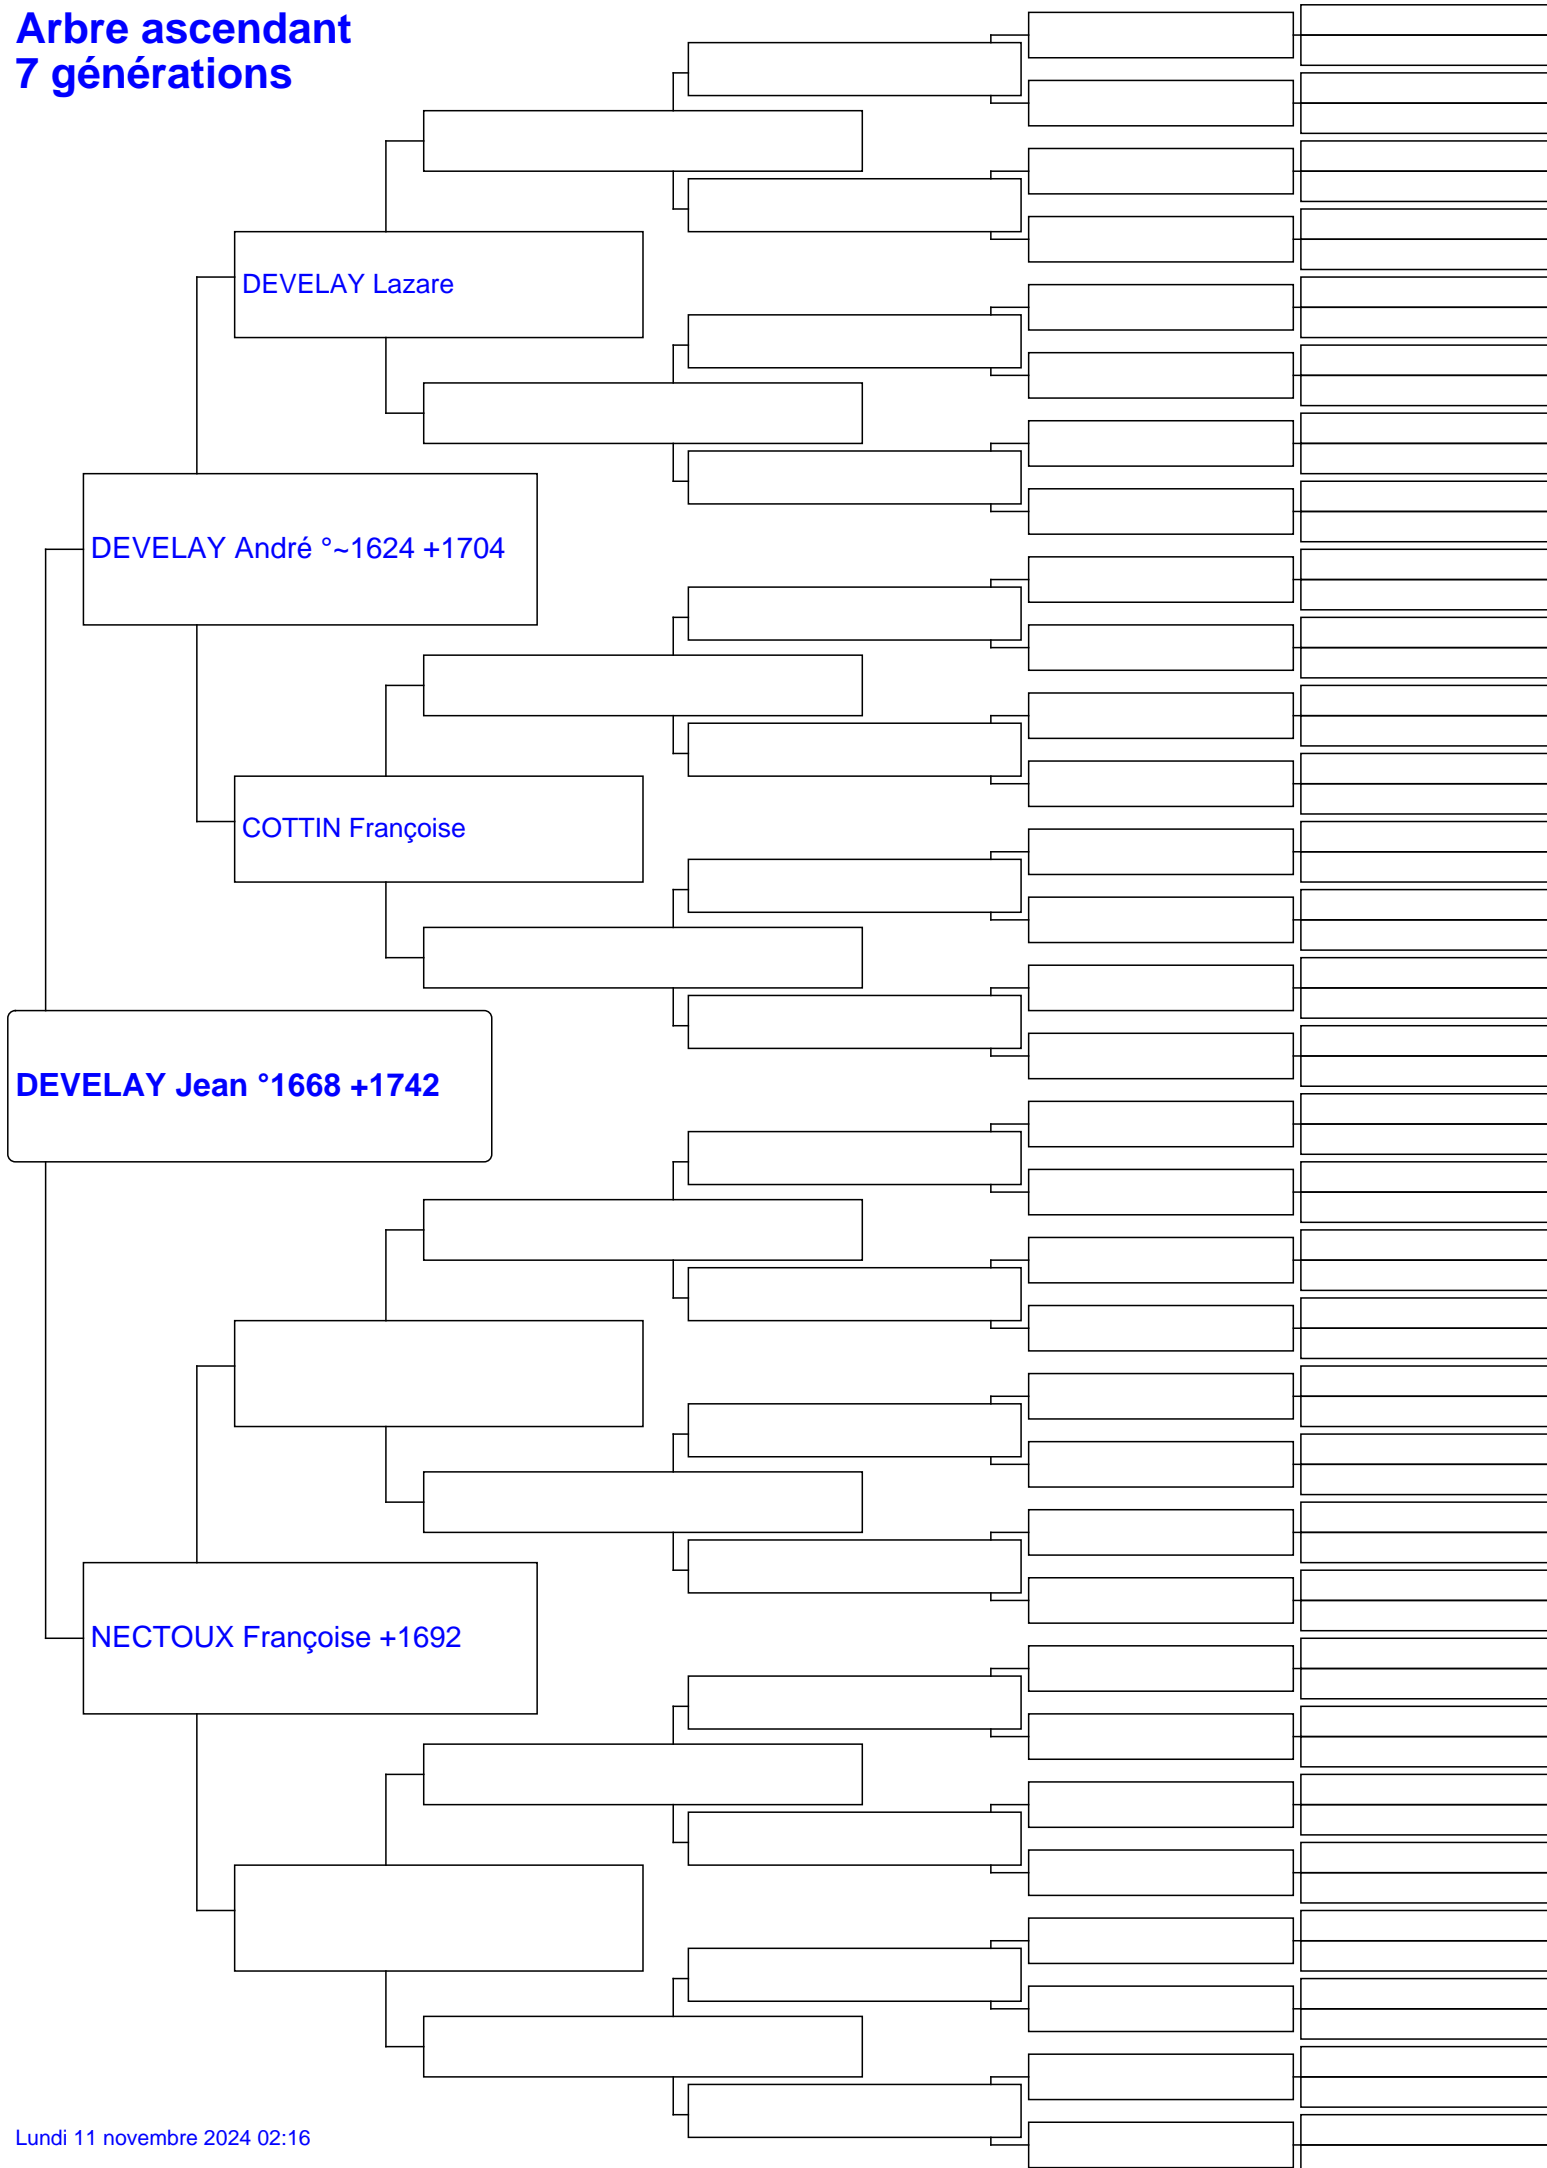 Arbre ascendant
7 générations
DEVELAY Lazare
DEVELAY André °~1624 +1704
COTTIN Françoise
DEVELAY Jean °1668 +1742
NECTOUX Françoise +1692
Lundi 11 novembre 2024 02:16